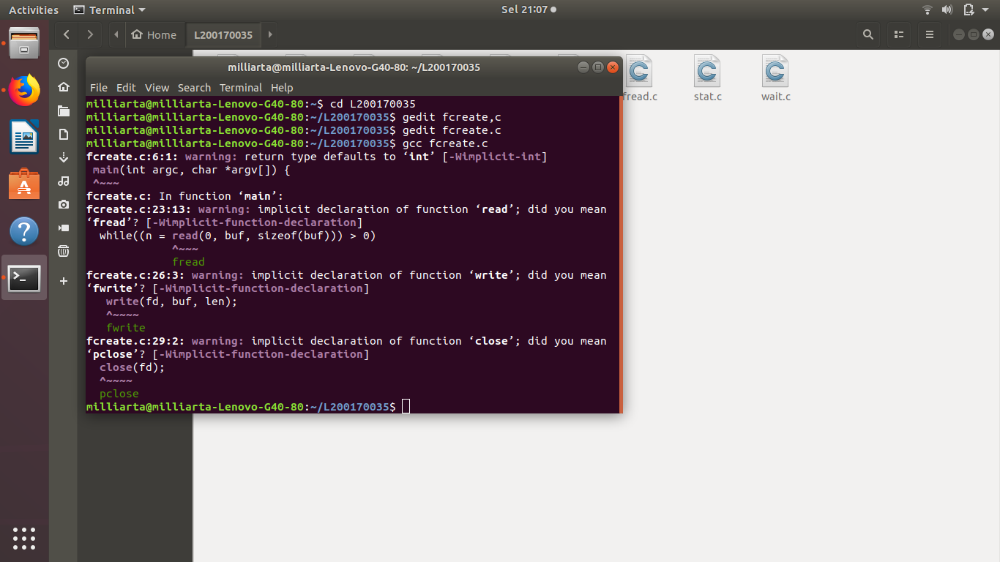 Activities Terminal Sel 21:07
Home L200170035
fread.c stat.c wait.c
milliarta@milliarta-Lenovo-G40-80: ~/L200170035
File Edit View Search Terminal Help
milliarta@milliarta-Lenovo-G40-80:~$ cd L200170035
milliarta@milliarta-Lenovo-G40-80:~/L200170035$ gedit fcreate,c
milliarta@milliarta-Lenovo-G40-80:~/L200170035$ gedit fcreate.c
milliarta@milliarta-Lenovo-G40-80:~/L200170035$ gcc fcreate.c
fcreate.c:6:1: warning: return type defaults to ‘int’ [-Wimplicit-int]
main(int argc, char *argv[]) {
^~~~
fcreate.c: In function ‘main’:
fcreate.c:23:13: warning: implicit declaration of function ‘read’; did you mean
‘fread’? [-Wimplicit-function-declaration]
while((n = read(0, buf, sizeof(buf))) > 0)
^~~~
fread
fcreate.c:26:3: warning: implicit declaration of function ‘write’; did you mean
‘fwrite’? [-Wimplicit-function-declaration]
write(fd, buf, len);
^~~~~
fwrite
fcreate.c:29:2: warning: implicit declaration of function ‘close’; did you mean
‘pclose’? [-Wimplicit-function-declaration]
close(fd);
^~~~~
pclose
milliarta@milliarta-Lenovo-G40-80:~/L200170035$